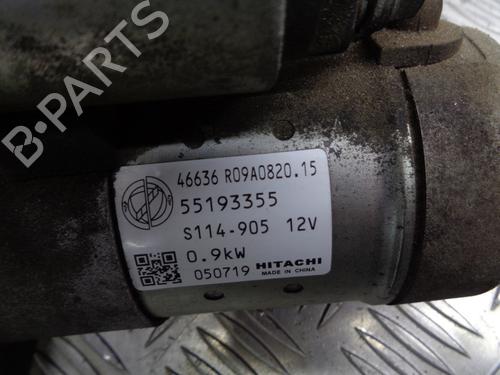 B-PARTS
46636 R09A0820.15
55193355
S114-905 12V
0.9kW
050719 HITACHI
MADE IN CHINA